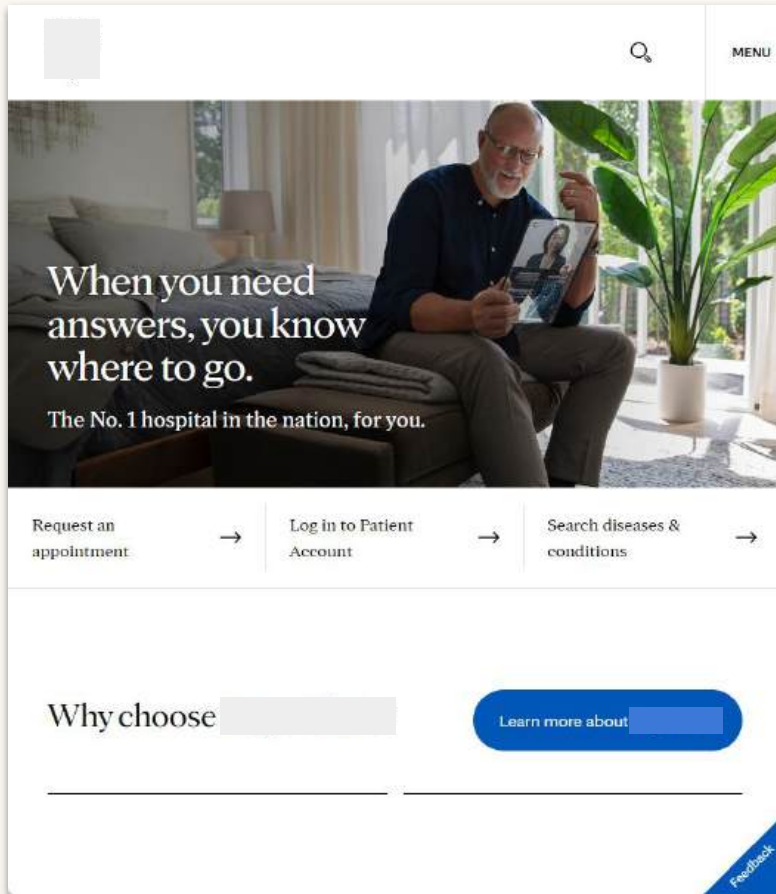 MENU
When you need
answers, you know
where to go.
The No. 1 hospital in the nation, for you.
Request an
appointment
Log in to Patient
Account
Search diseases &
conditions
Why choose
Learn more about
Feedback